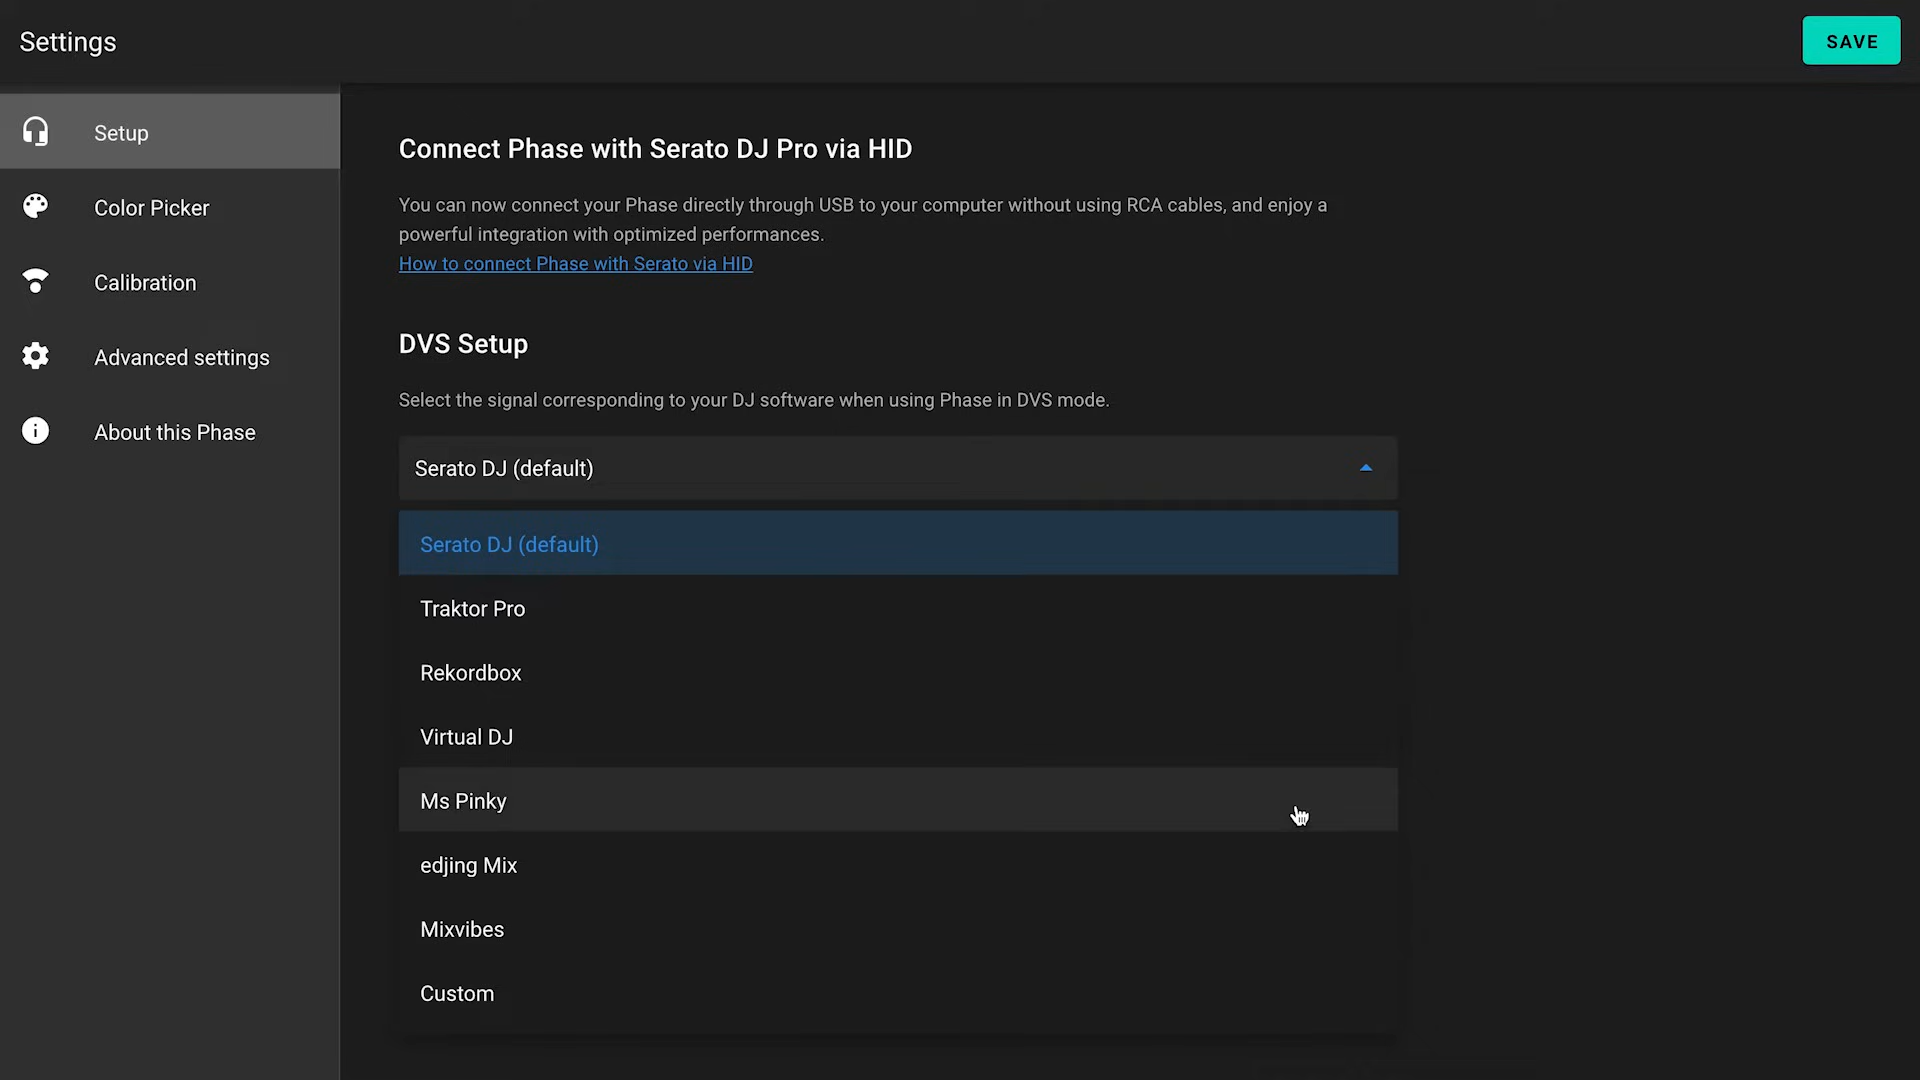 Settings
SAVE
Setup
Color Picker
Calibration
Advanced settings
About this Phase
Connect Phase with Serato DJ Pro via HID
You can now connect your Phase directly through USB to your computer without using RCA cables, and enjoy a
powerful integration with optimized performances.
How to connect Phase with Serato via HID
DVS Setup
Select the signal corresponding to your DJ software when using Phase in DVS mode.
Serato DJ (default)
Serato DJ (default)
Traktor Pro
Rekordbox
Virtual DJ
Ms Pinky
edjing Mix
Mixvibes
Custom